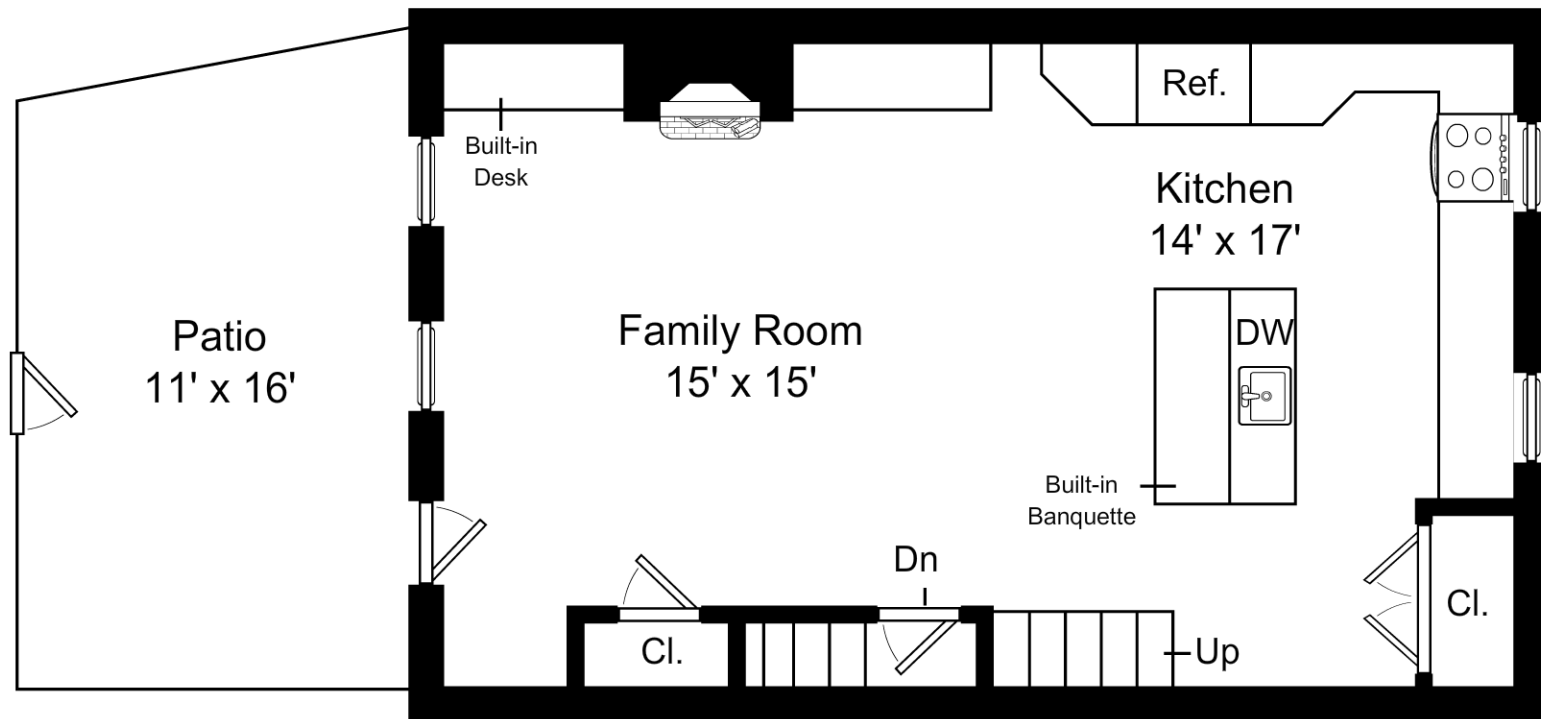 Ref.
Built-in
Desk
Kitchen
14' x 17'
Patio
11' x 16'
Family Room
15' x 15'
DW
Built-in
Banquette
Dn
Cl.
Up
Cl.